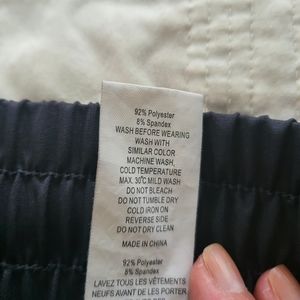 92% Polyester
8% Spandex
WASH BEFORE WEARING
WASH WITH
SIMILAR COLOR
MACHINE WASH,
COLD TEMPERATURE
MAX. 30°C MILD WASH
DO NOT BLEACH
DO NOT TUMBLE DRY
COLD IRON ON
REVERSE SIDE
DO NOT DRY CLEAN
MADE IN CHINA
92% Polyester
8% Spandex
LAVEZ TOUS LES VÊTEMENTS
NEUFS AVANT DE LES PORTER